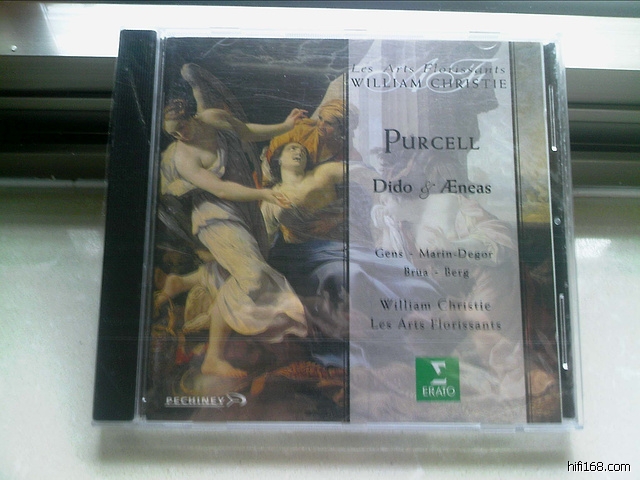 Les Arts Florissants
WILLIAM CHRISTIE
PURCELL
Dido & Æneas
Gens - Marin-Degor
Brua - Berg
William Christie
Les Arts Florissants
ERATO
PECHINEY
hifi168.com